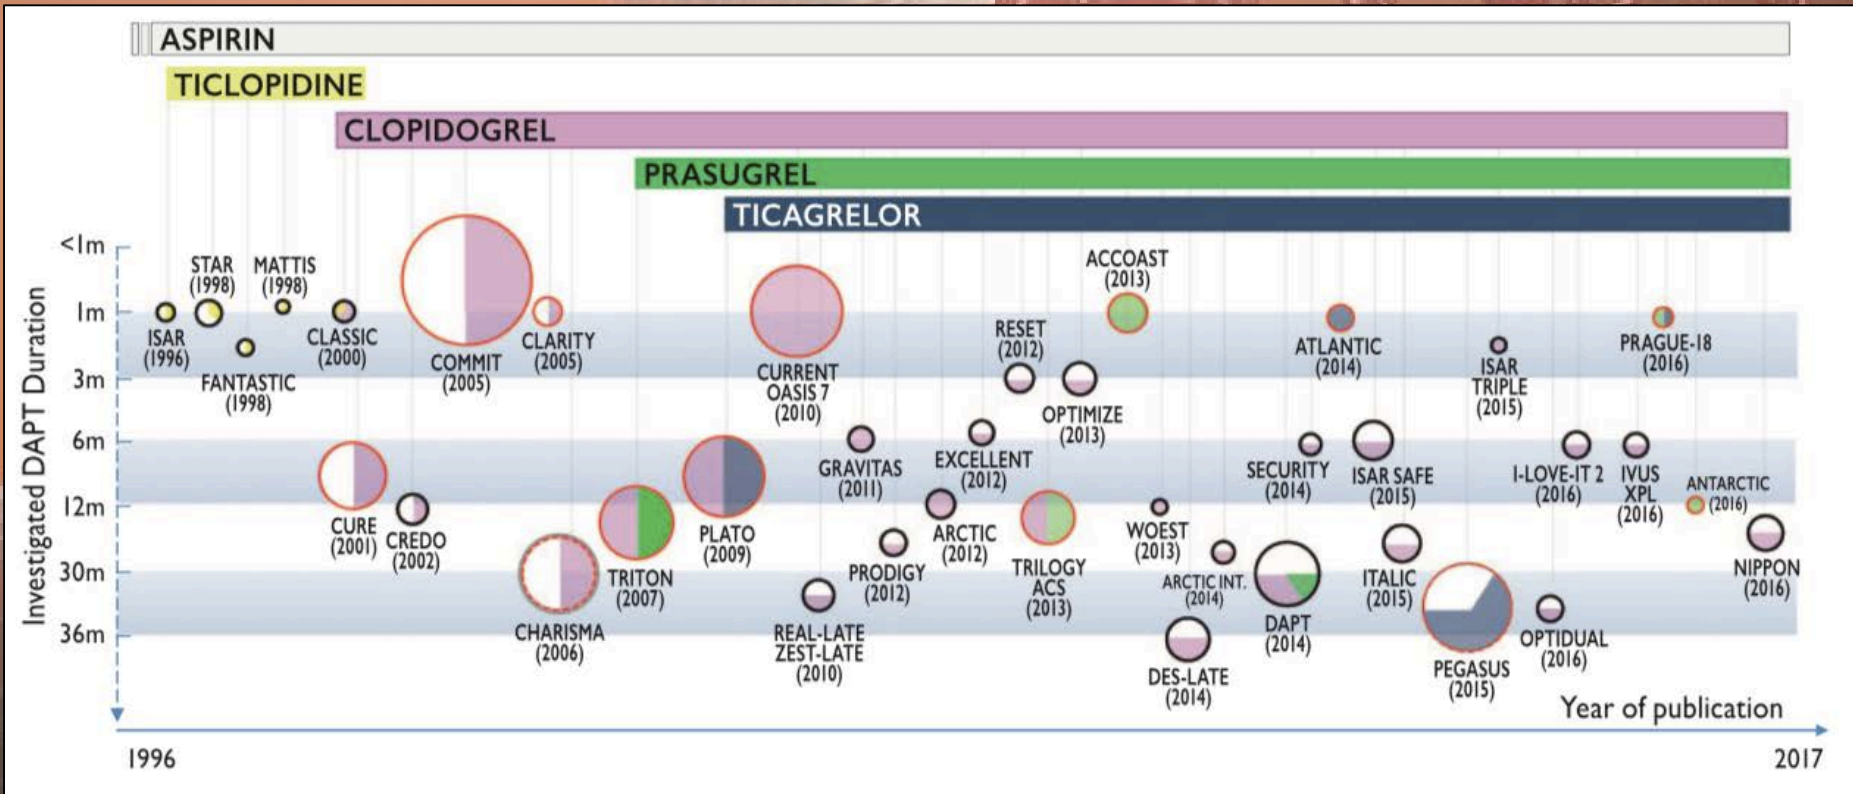 ASPIRIN
TICLOPIDINE
CLOPIDOGREL
PRASUGREL
TICAGRELOR
Investigated DAPT Duration
<1m
1m
3m
6m
12m
30m
36m
ISAR
(1996)
STAR
(1998)
FANTASTIC
(1998)
MATTIS
(1998)
CLASSIC
(2000)
CURE
(2001)
CREDO
(2002)
COMMIT
(2005)
CLARITY
(2005)
CHARISMA
(2006)
TRITON
(2007)
PLATO
(2009)
CURRENT
OASIS 7
(2010)
REAL-LATE
ZEST-LATE
(2010)
GRAVITAS
(2011)
PRODIGY
(2012)
ARCTIC
(2012)
EXCELLENT
(2012)
RESET
(2012)
TRILOGY
ACS
(2013)
OPTIMIZE
(2013)
ACCOAST
(2013)
WOEST
(2013)
DES-LATE
(2014)
ARCTIC INT.
(2014)
DAPT
(2014)
SECURITY
(2014)
ATLANTIC
(2014)
ISAR SAFE
(2015)
ITALIC
(2015)
PEGASUS
(2015)
ISAR
TRIPLE
(2015)
OPTIDUAL
(2016)
I-LOVE-IT 2
(2016)
IVUS
XPL
(2016)
PRAGUE-18
(2016)
ANTARCTIC
(2016)
NIPPON
(2016)
Year of publication
1996
2017